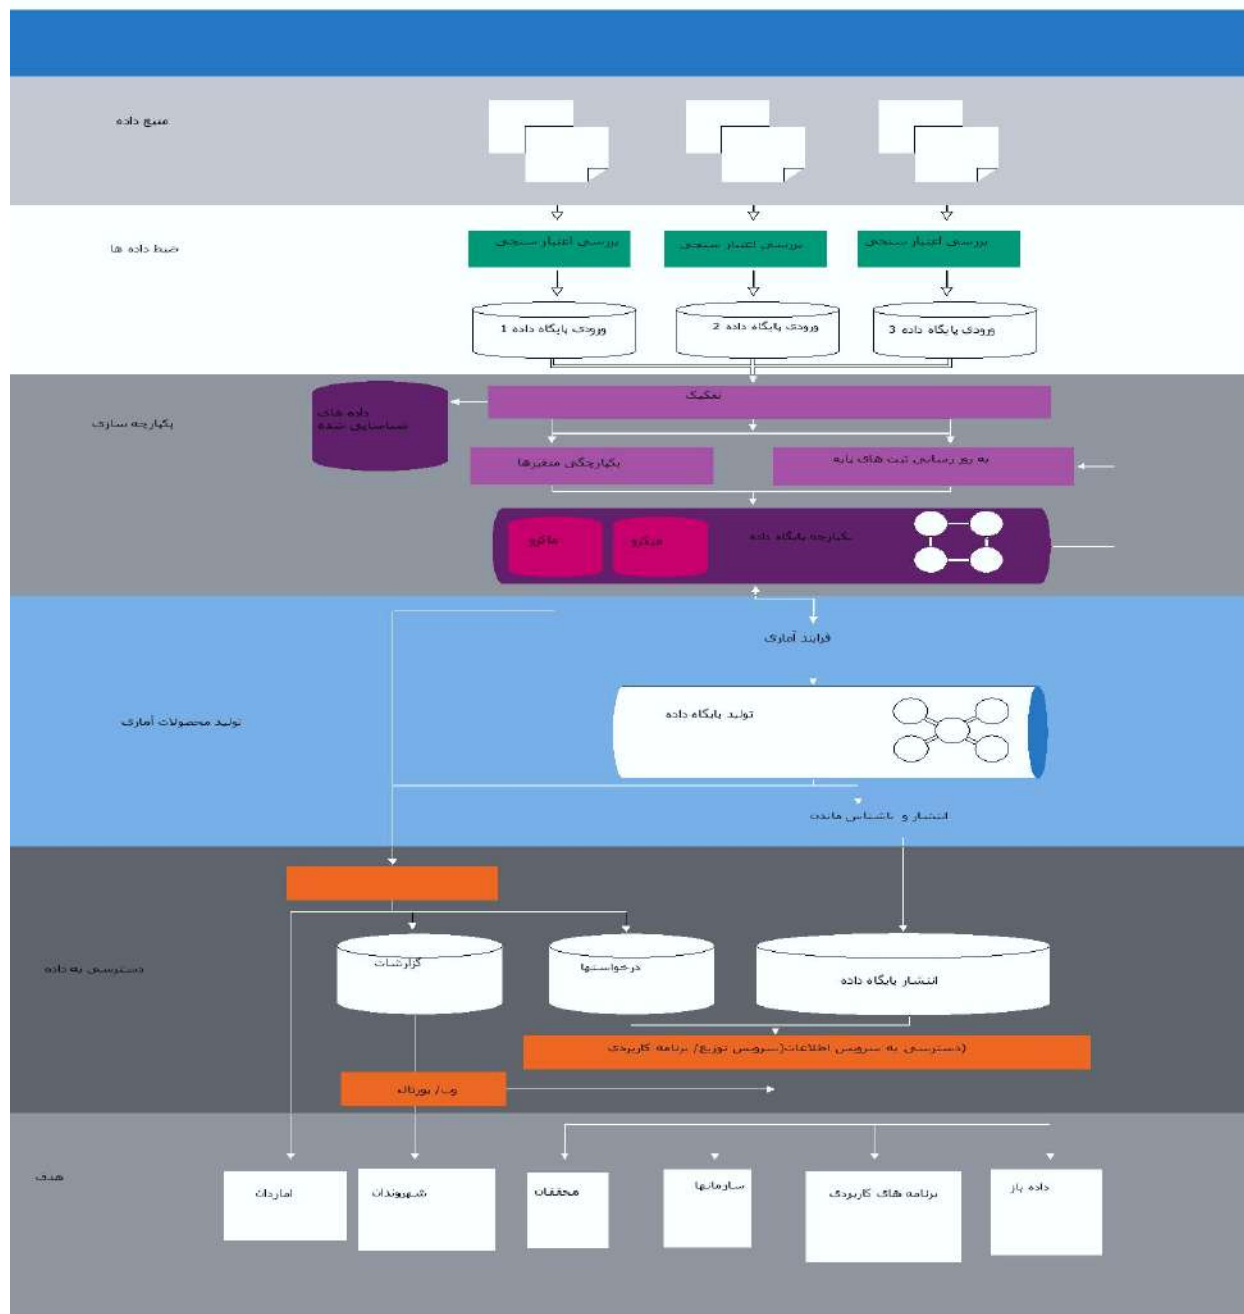 منبع داده
ضبط داده ها
بررسی اعتبار سنجی
بررسی اعتبار سنجی
بررسی اعتبار سنجی
ورودی پایگاه داده 1
ورودی پایگاه داده 2
ورودی پایگاه داده 3
یکپارچه سازی
داده های
شناسایی شده
تفکیک
یکپارچگی متغیرها
به روز رسانی ثبت های پایه
ماکرو
میکرو
یکپارچه پایگاه داده
فرایند آماری
تولید محصولات آماری
تولید پایگاه داده
انتشار و ناشناس ماندن
دسترسی به داده
گزارشات
درخواستها
انتشار پایگاه داده
دسترسی به سرویس اطلاعات(سرویس توزیع/ برنامه کاربردی)
وب/ پورتال
هدف
اماردان
شهروندان
محققان
سازمانها
برنامه های کاربردی
داده باز